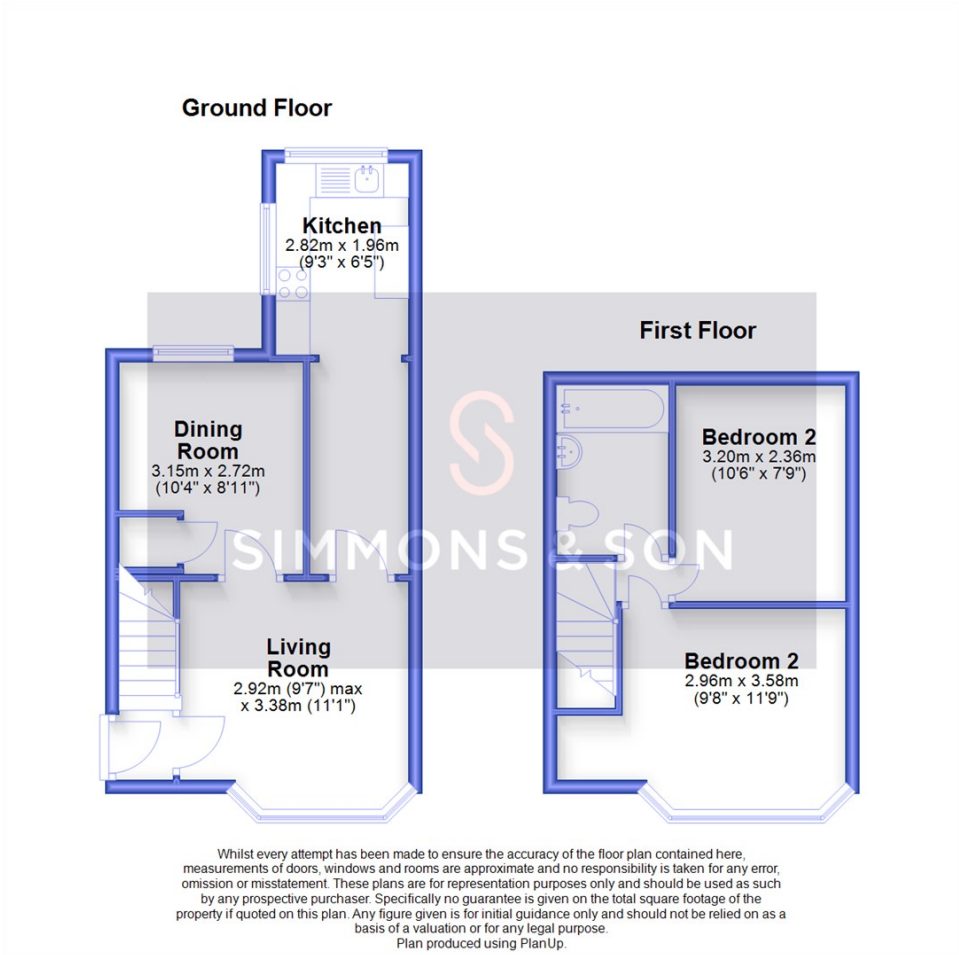 Ground Floor
Kitchen
2.82m x 1.96m
(9'3" x 6'5")
First Floor
Dining
Room
3.15m x 2.72m
(10'4" x 8'11")
Bedroom 2
3.20m x 2.36m
(10'6" x 7'9")
SIMMONS & SON
Living
Room
2.92m (9'7") max
x 3.38m (11'1")
Bedroom 2
2.96m x 3.58m
(9'8" x 11'9")
Whilst every attempt has been made to ensure the accuracy of the floor plan contained here,
measurements of doors, windows and rooms are approximate and no responsibility is taken for any error,
omission or misstatement. These plans are for representation purposes only and should be used as such
by any prospective purchaser. Specifically no guarantee is given on the total square footage of the
property if quoted on this plan. Any figure given is for initial guidance only and should not be relied on as a
basis of a valuation or for any legal purpose.
Plan produced using PlanUp.